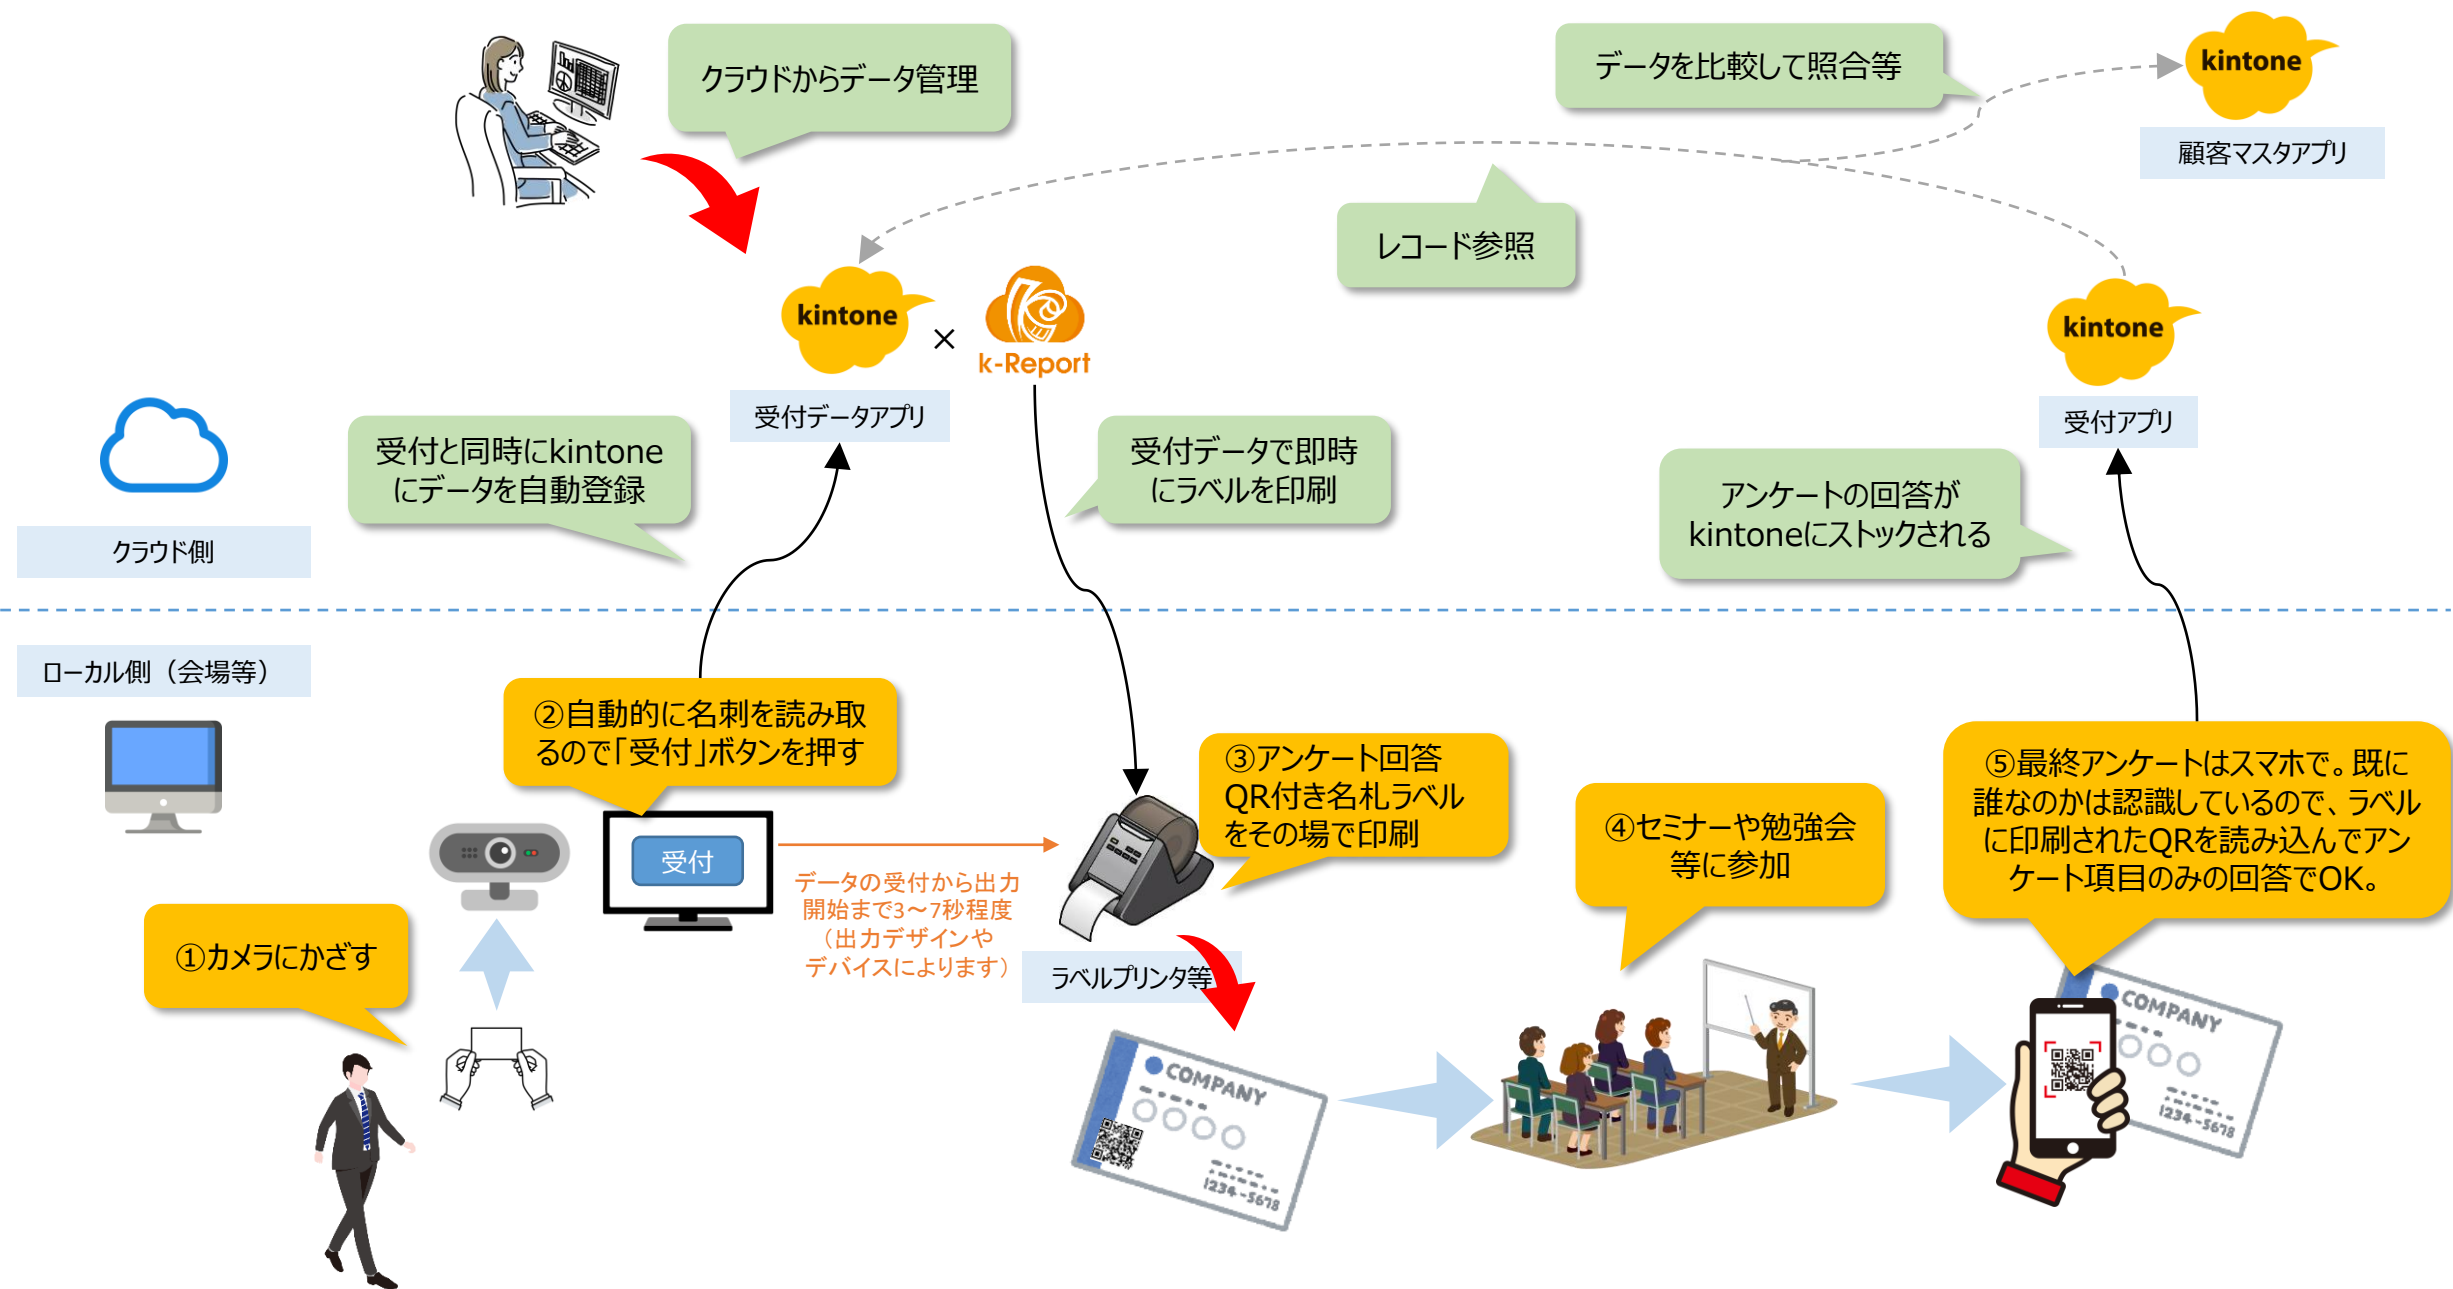 クラウドからデータ管理
データを比較して照合等
kintone
顧客マスタアプリ
レコード参照
kintone
×
k-Report
kintone
受付データアプリ
受付アプリ
受付と同時にkintone
にデータを自動登録
受付データで即時
にラベルを印刷
アンケートの回答が
kintoneにストックされる
クラウド側
ローカル側（会場等）
②自動的に名刺を読み取
るので「受付」ボタンを押す
③アンケート回答
QR付き名札ラベル
をその場で印刷
④セミナーや勉強会
等に参加
⑤最終アンケートはスマホで。既に
誰なのかは認識しているので、ラベル
に印刷されたQRを読み込んでアン
ケート項目のみの回答でOK。
受付
データの受付から出力
開始まで3～7秒程度
（出力デザインや
デバイスによります）
①カメラにかざす
ラベルプリンタ等
COMPANY
1234-5678
COMPANY
1234-5678